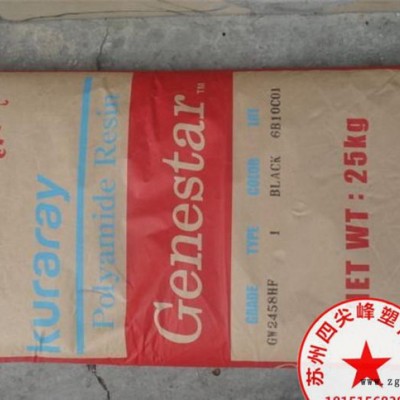 kuraray
Polyamide Resin
Genestar™
GRADE TYPE COLOR LOT
GW2458HF 1 BLACK 6B10C01
NET WT: 25kg
苏州四尖峰塑